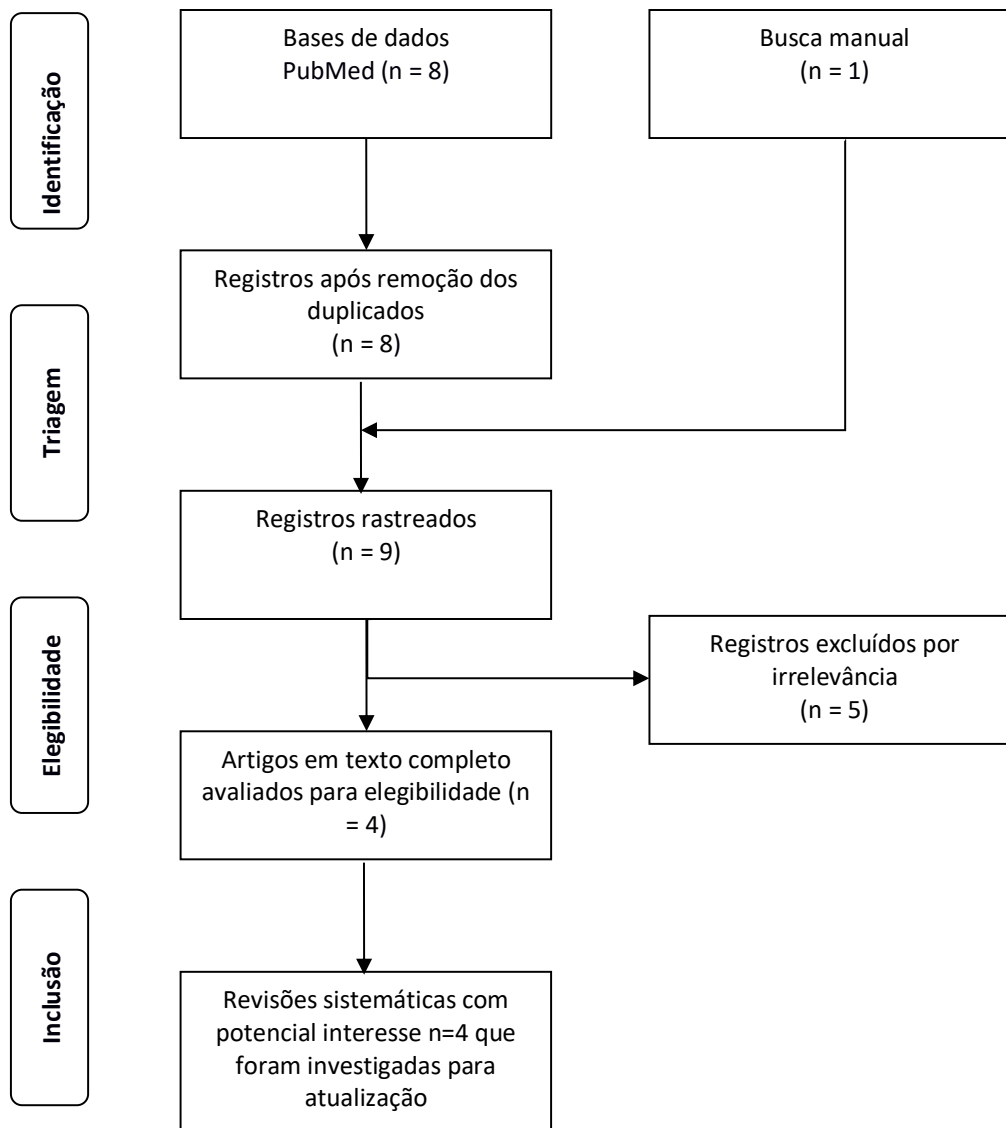 Identificação
Bases de dados
PubMed (n = 8)
Busca manual
(n = 1)
Triagem
Registros após remoção dos
duplicados
(n = 8)
Registros rastreados
(n = 9)
Elegibilidade
Registros excluídos por
irrelevância
(n = 5)
Artigos em texto completo
avaliados para elegibilidade (n
= 4)
Inclusão
Revisões sistemáticas com
potencial interesse n=4 que
foram investigadas para
atualização